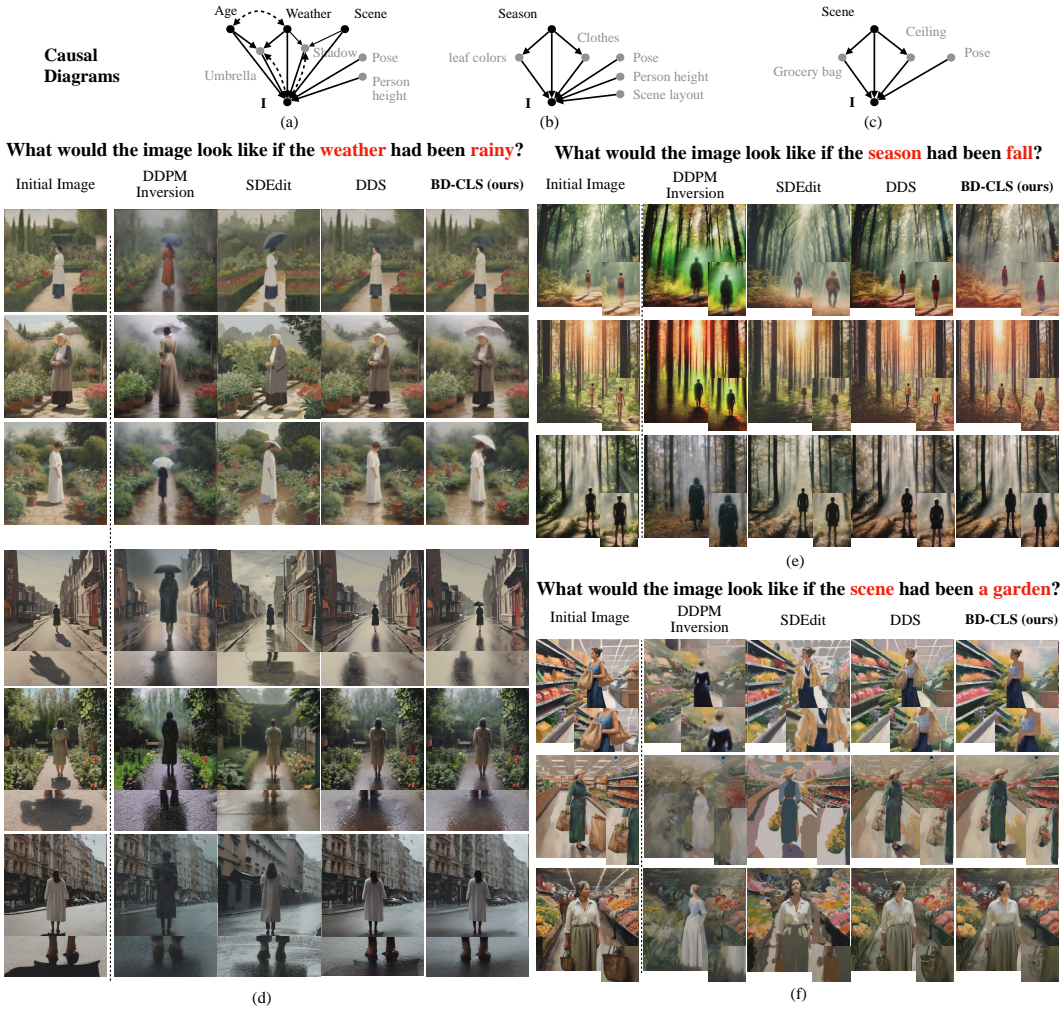 Causal
Diagrams
Age
Weather
Scene
Umbrella
Shadow
Pose
Person
height
I
(a)
Season
Clothes
leaf colors
Pose
Person height
Scene layout
I
(b)
Scene
Ceiling
Grocery bag
Pose
I
(c)
What would the image look like if the weather had been rainy?
Initial Image
DDPM
Inversion
SDEdit
DDS
BD-CLS (ours)
(d)
What would the image look like if the season had been fall?
Initial Image
DDPM
Inversion
SDEdit
DDS
BD-CLS (ours)
(e)
What would the image look like if the scene had been a garden?
Initial Image
DDPM
Inversion
SDEdit
DDS
BD-CLS (ours)
(f)